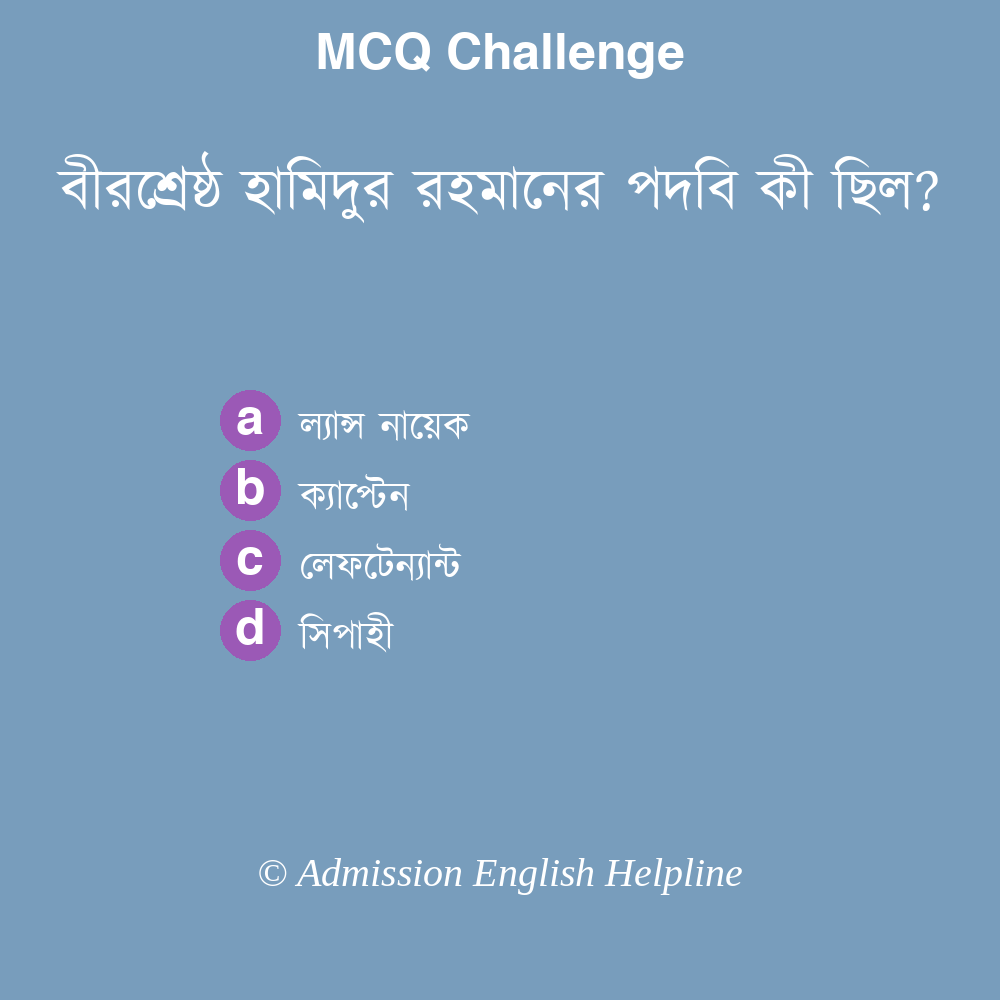 MCQ Challenge
বীরশ্রেষ্ঠ হামিদুর রহমানের পদবি কী ছিল?
a ল্যান্স নায়েক
b ক্যাপ্টেন
c লেফটেন্যান্ট
d সিপাহী
© Admission English Helpline